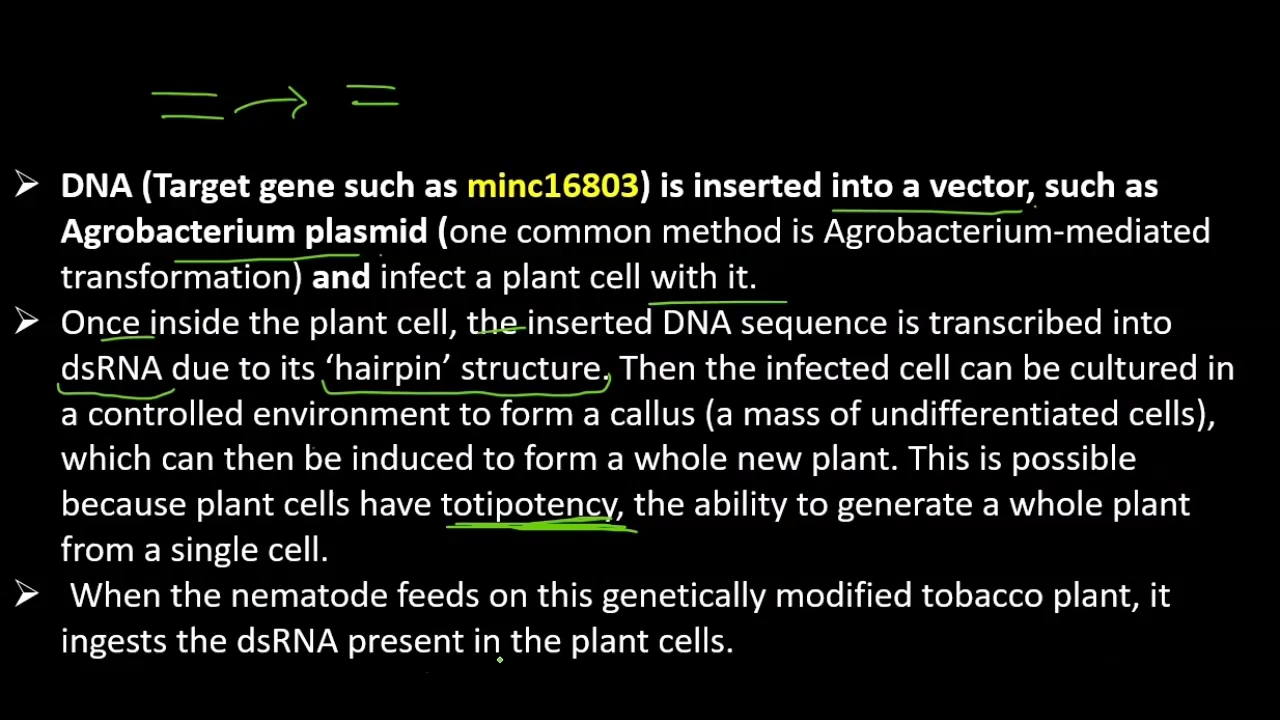 ➢ DNA (Target gene such as minc16803) is inserted into a vector, such as
Agrobacterium plasmid (one common method is Agrobacterium-mediated
transformation) and infect a plant cell with it.
➢ Once inside the plant cell, the inserted DNA sequence is transcribed into
dsRNA due to its ‘hairpin’ structure. Then the infected cell can be cultured in
a controlled environment to form a callus (a mass of undifferentiated cells),
which can then be induced to form a whole new plant. This is possible
because plant cells have totipotency, the ability to generate a whole plant
from a single cell.
➢ When the nematode feeds on this genetically modified tobacco plant, it
ingests the dsRNA present in the plant cells.